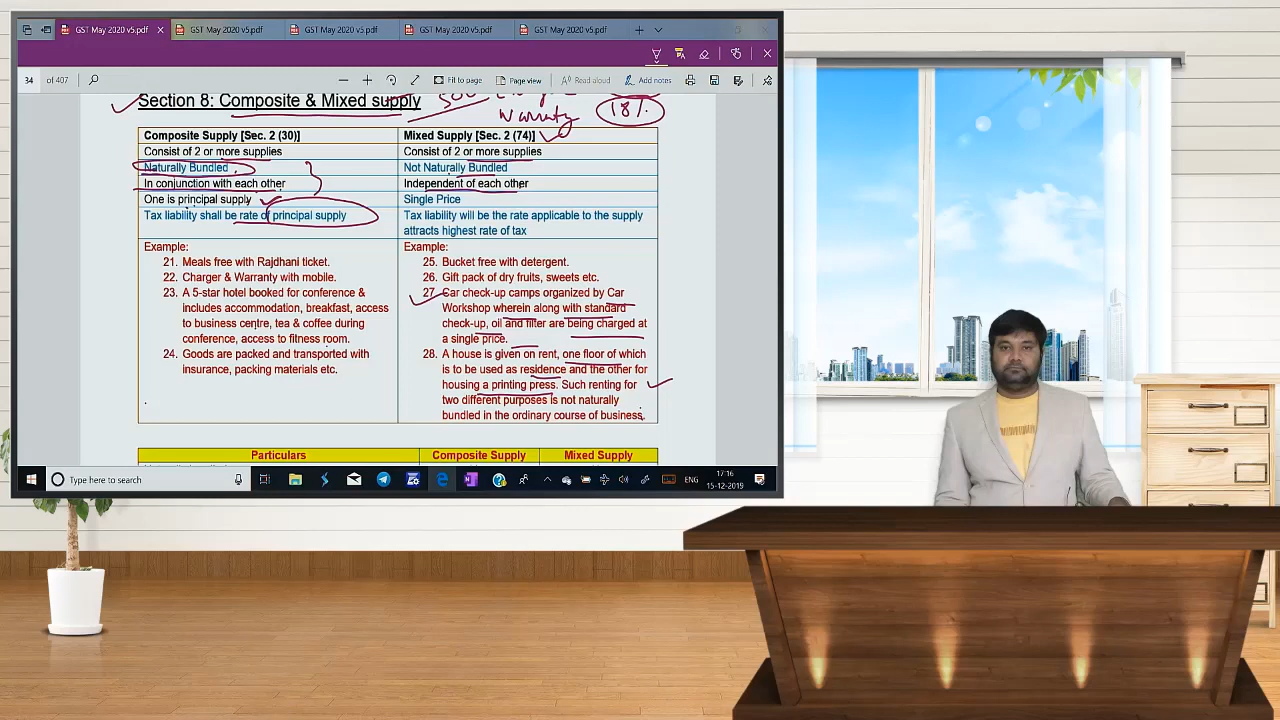 GST May 2020 v5.pdf
GST May 2020 v5.pdf
GST May 2020 v5.pdf
GST May 2020 v5.pdf
GST May 2020 v5.pdf
34 of 407
Fit to page
Page view
Read aloud
Add notes
Section 8: Composite & Mixed supply
Warranty
18%
Composite Supply [Sec. 2 (30)]
Consist of 2 or more supplies
Naturally Bundled
In conjunction with each other
One is principal supply
Tax liability shall be rate of principal supply
Example:
21. Meals free with Rajdhani ticket.
22. Charger & Warranty with mobile.
23. A 5-star hotel booked for conference &
includes accommodation, breakfast, access
to business centre, tea & coffee during
conference, access to fitness room.
24. Goods are packed and transported with
insurance, packing materials etc.
Mixed Supply [Sec. 2 (74)]
Consist of 2 or more supplies
Not Naturally Bundled
Independent of each other
Single Price
Tax liability will be the rate applicable to the supply
attracts highest rate of tax
Example:
25. Bucket free with detergent.
26. Gift pack of dry fruits, sweets etc.
27. Car check-up camps organized by Car
Workshop wherein along with standard
check-up, oil and filter are being charged at
a single price.
28. A house is given on rent, one floor of which
is to be used as residence and the other for
housing a printing press. Such renting for
two different purposes is not naturally
bundled in the ordinary course of business.
Particulars
Composite Supply
Mixed Supply
Type here to search
ENG
17:16
15-12-2019